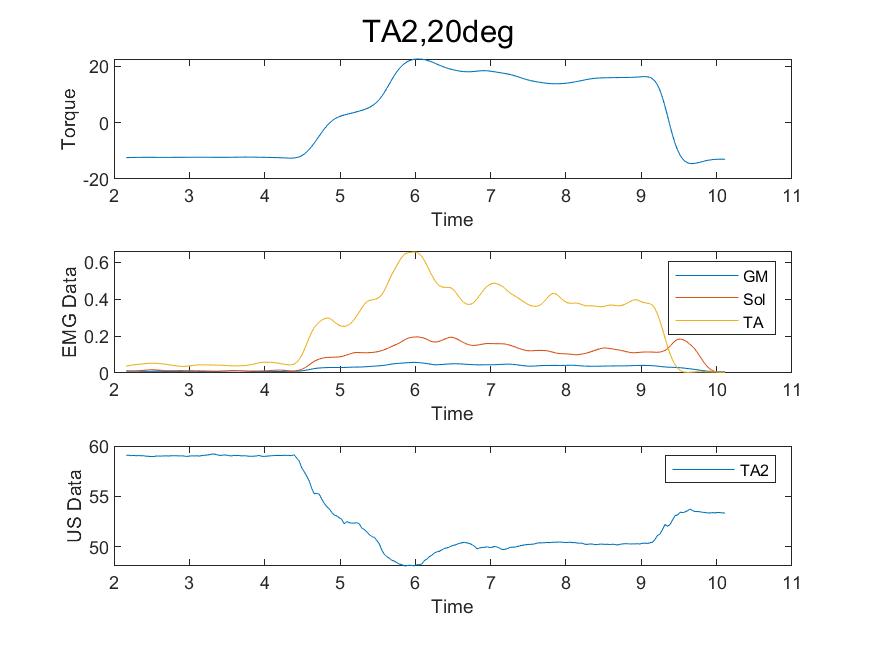 TA2,20deg
20
0
-20
Torque
2 3 4 5 6 7 8 9 10 11
Time
0.6
0.4
0.2
0
EMG Data
GM
Sol
TA
2 3 4 5 6 7 8 9 10 11
Time
60
55
50
US Data
TA2
2 3 4 5 6 7 8 9 10 11
Time